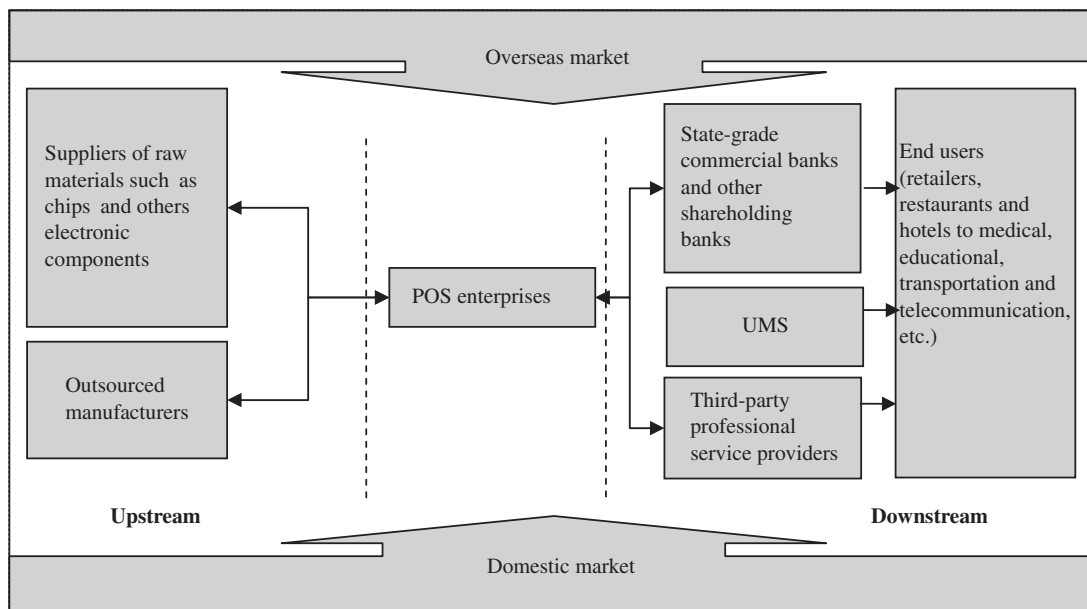 Overseas market
Suppliers of raw
materials such as
chips and others
electronic
components
Outsourced
manufacturers
Upstream
POS enterprises
State-grade
commercial banks
and other
shareholding
banks
UMS
Third-party
professional
service providers
End users
(retailers,
restaurants and
hotels to medical,
educational,
transportation and
telecommunication,
etc.)
Downstream
Domestic market